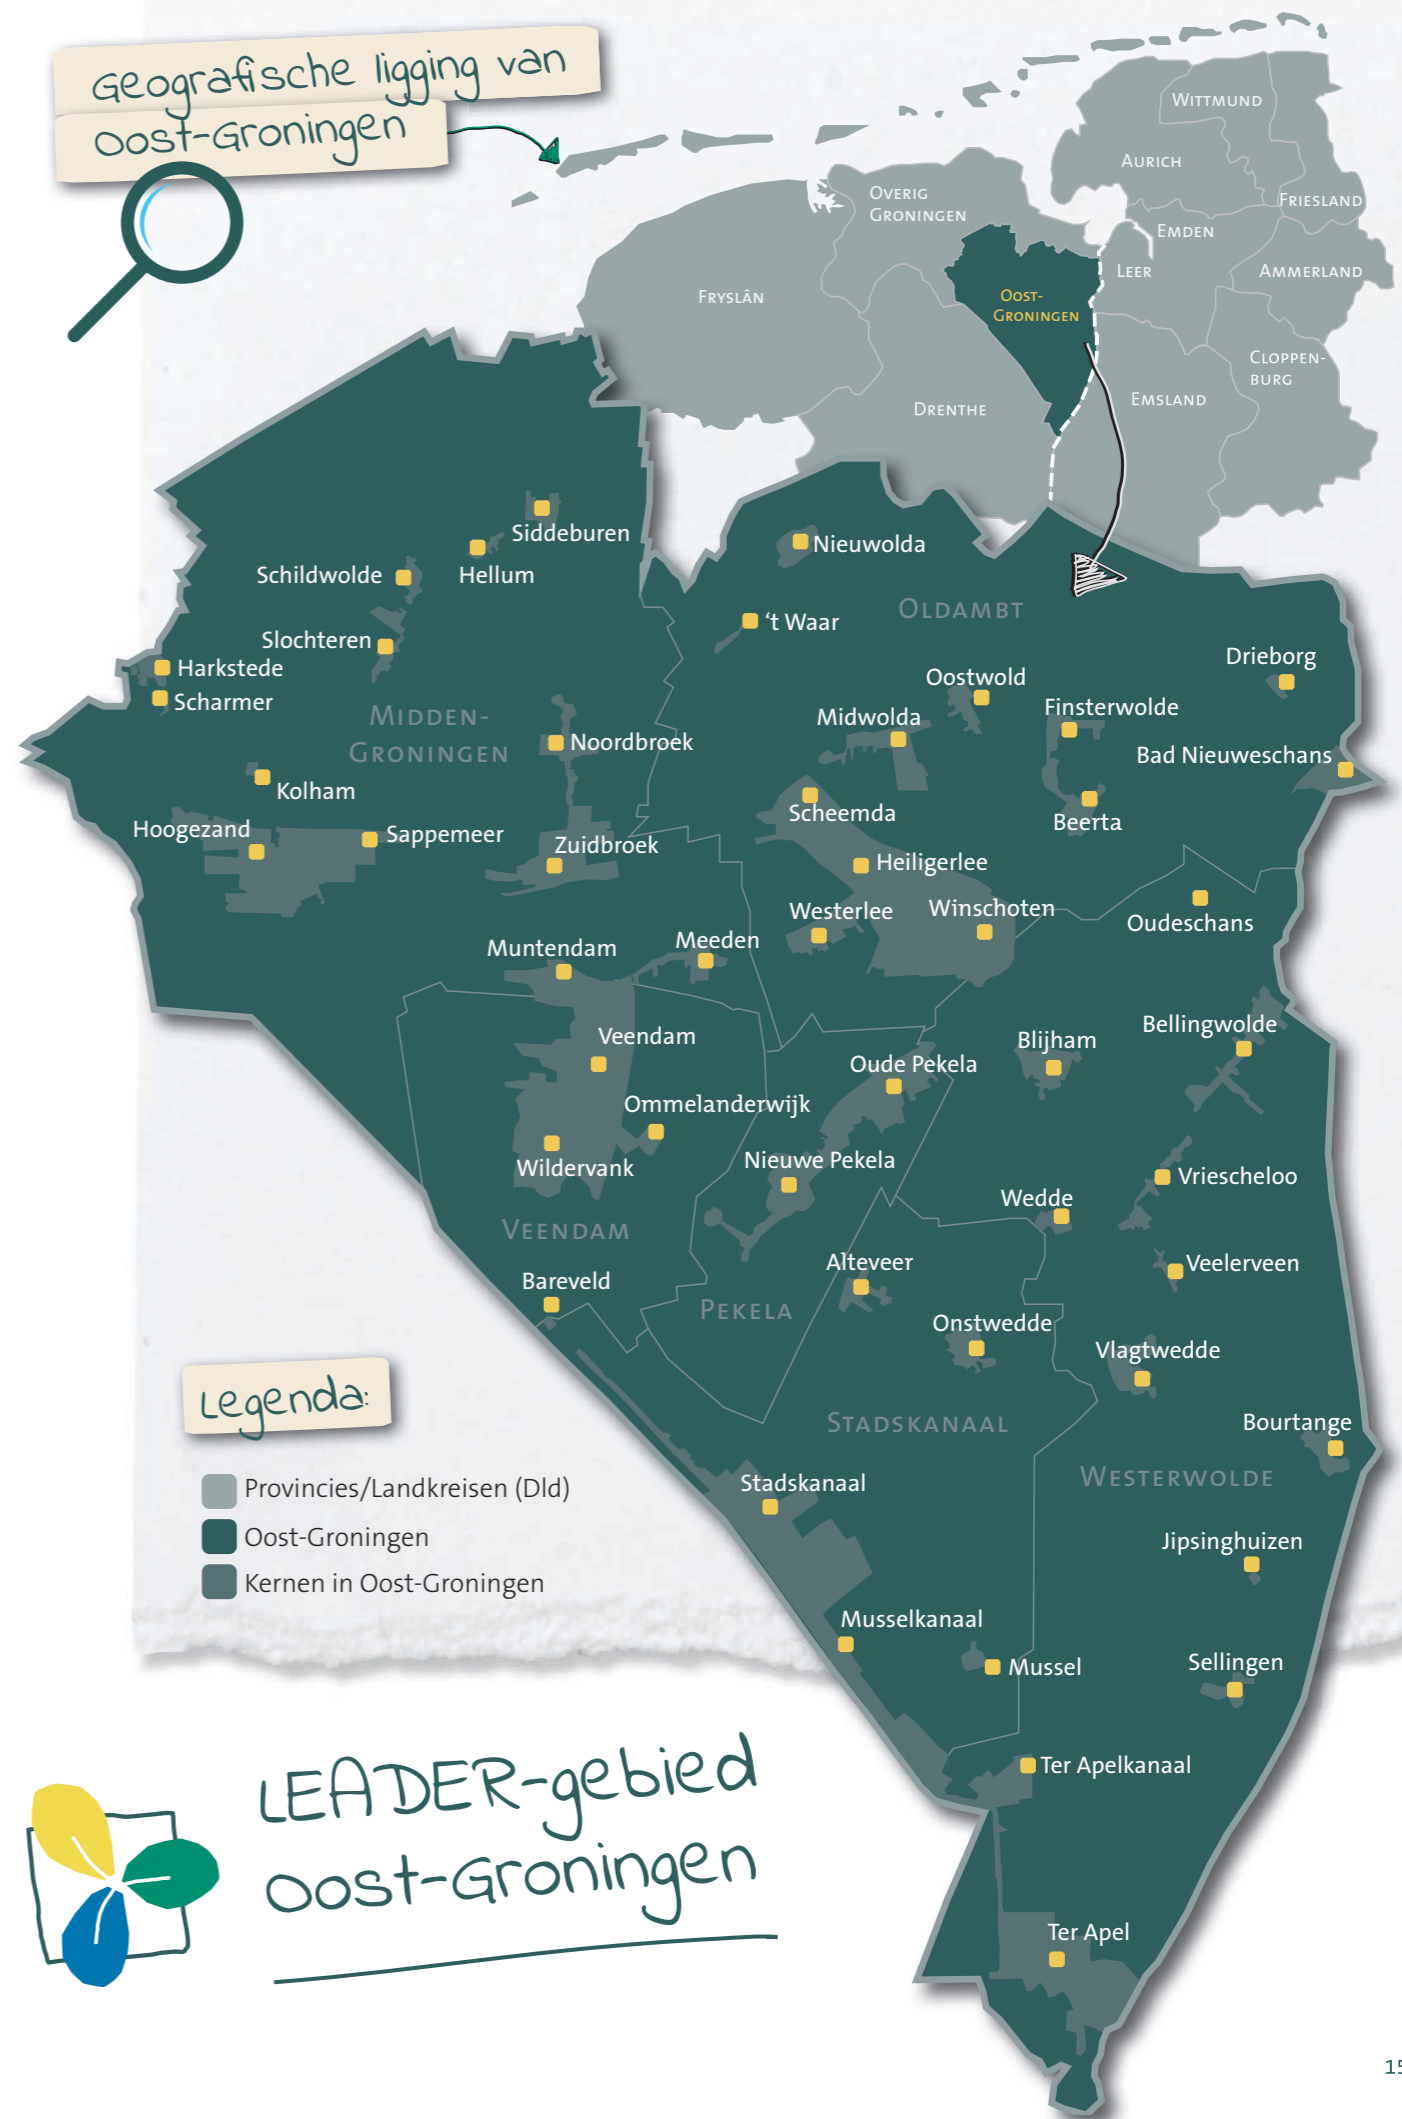 Geografische ligging van
Oost-Groningen
WITTMUND
AURICH
OVERIG
GRONINGEN
FRIESLAND
EMDEN
LEER
AMMERLAND
FRYSLÂN
OOST-
GRONINGEN
CLOPPEN-
BURG
DRENTHE
EMSLAND
Siddeburen
Nieuwolda
Schildwolde
Hellum
OLDAMBT
't Waar
Slochteren
Drieborg
Harkstede
Oostwold
Scharmer
Finsterwolde
MIDDEN-
GRONINGEN
Midwolda
Noordbroek
Bad Nieuweschans
Kolham
Scheemda
Beerta
Hoogezand
Sappemeer
Zuidbroek
Heiligerlee
Westerlee
Winschoten
Oudeschans
Muntendam
Meeden
Veendam
Bellingwolde
Blijham
Oude Pekela
Ommelanderwijk
Wildervank
Nieuwe Pekela
Vriescheloo
Wedde
VEENDAM
Alteveer
Veelerveen
Bareveld
PEKELA
Onstwedde
Vlagtwedde
STADSKANAAL
Bourtange
WESTERWOLDE
Stadskanaal
Jipsinghuizen
Musselkanaal
Mussel
Sellingen
Ter Apelkanaal
Ter Apel
Legenda:
Provincies/Landkreisen (Dld)
Oost-Groningen
Kernen in Oost-Groningen
LEADER-gebied
Oost-Groningen
15